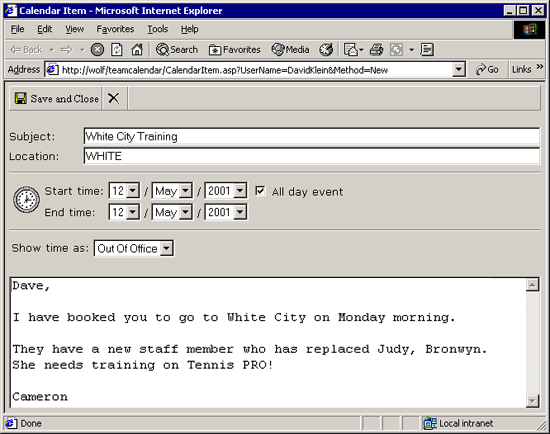 Calendar Item - Microsoft Internet Explorer
File Edit View Favorites Tools Help
Back Search Favorites Media
Address http://wolf/teamcalendar/CalendarItem.asp?UserName=DavidKlein&Method=New Go Links »
Save and Close
Subject: White City Training
Location: WHITE
Start time: 12 / May / 2001 All day event
End time: 12 / May / 2001
Show time as: Out Of Office
Dave,
I have booked you to go to White City on Monday morning.
They have a new staff member who has replaced Judy, Bronwyn.
She needs training on Tennis PRO!
Cameron
Done Local intranet